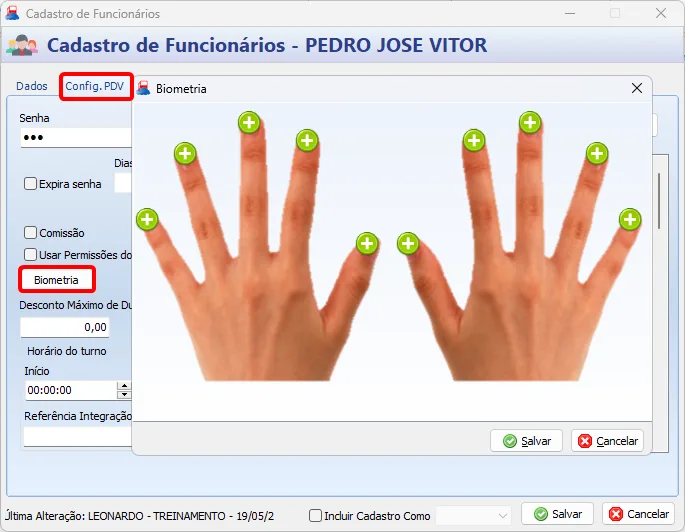 Cadastro de Funcionários
Cadastro de Funcionários - PEDRO JOSE VITOR
Dados
Config.PDV
Biometria
Senha
Dias
Expira senha
Comissão
Usar Permissões do
Biometria
Desconto Máximo de Du
0,00
Horário do turno
Início
00:00:00
Referência Integração
Salvar
Cancelar
Última Alteração: LEONARDO - TREINAMENTO - 19/05/2
Incluir Cadastro Como
Salvar
Cancelar